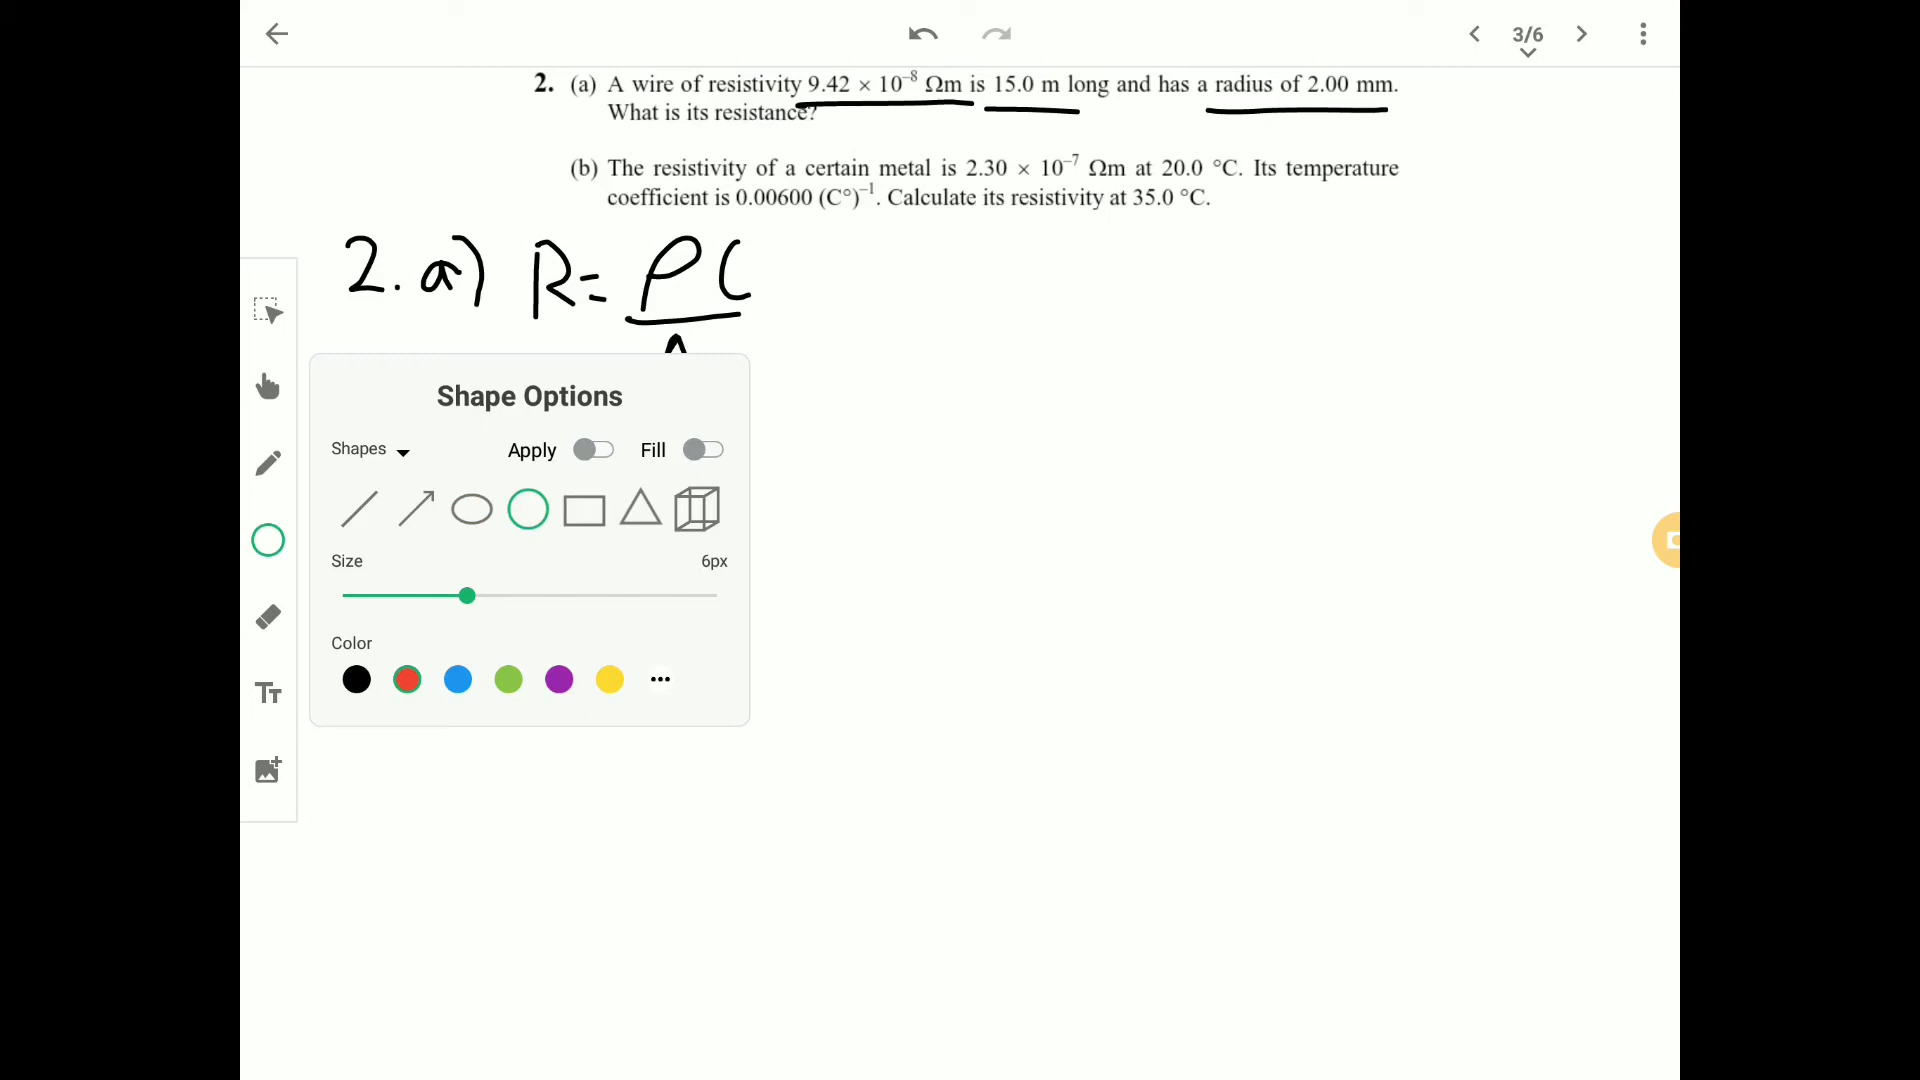 3/6
2. (a) A wire of resistivity 9.42 × 10⁻⁸ Ωm is 15.0 m long and has a radius of 2.00 mm.
What is its resistance?
(b) The resistivity of a certain metal is 2.30 × 10⁻⁷ Ωm at 20.0 °C. Its temperature
coefficient is 0.00600 (C°)⁻¹. Calculate its resistivity at 35.0 °C.
2. a) R = ρL
Shape Options
Shapes Apply Fill
Size 6px
Color
Tт